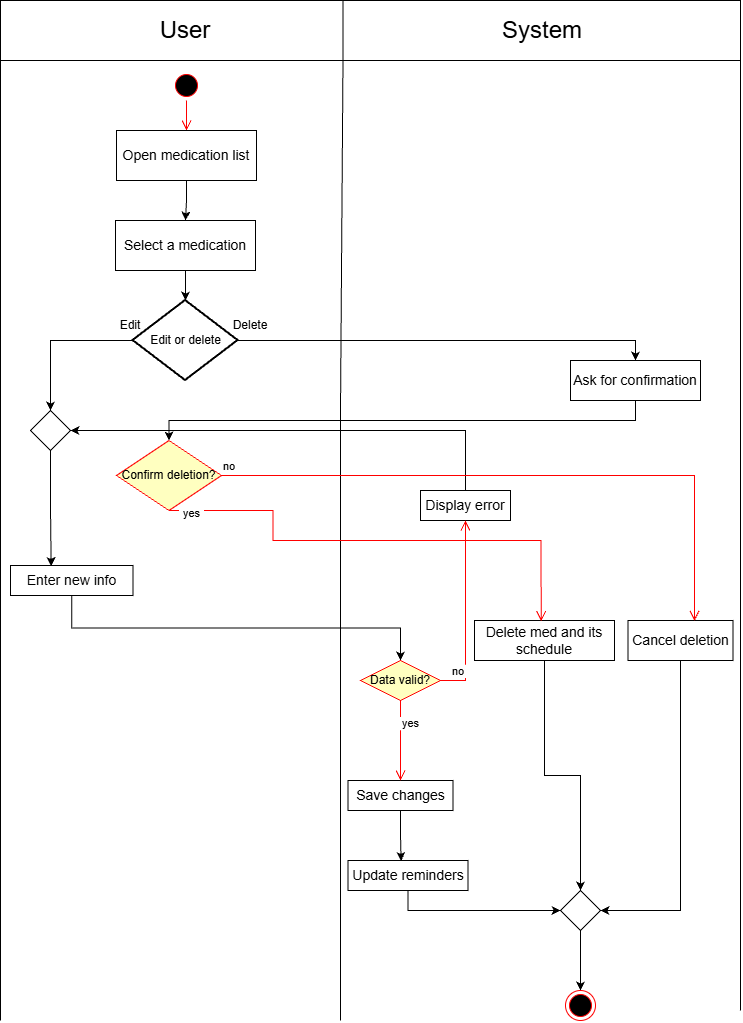 User
System
Open medication list
Select a medication
Edit
Delete
Edit or delete
Ask for confirmation
no
Confirm deletion?
yes
Display error
Enter new info
Delete med and its
schedule
Cancel deletion
no
Data valid?
yes
Save changes
Update reminders